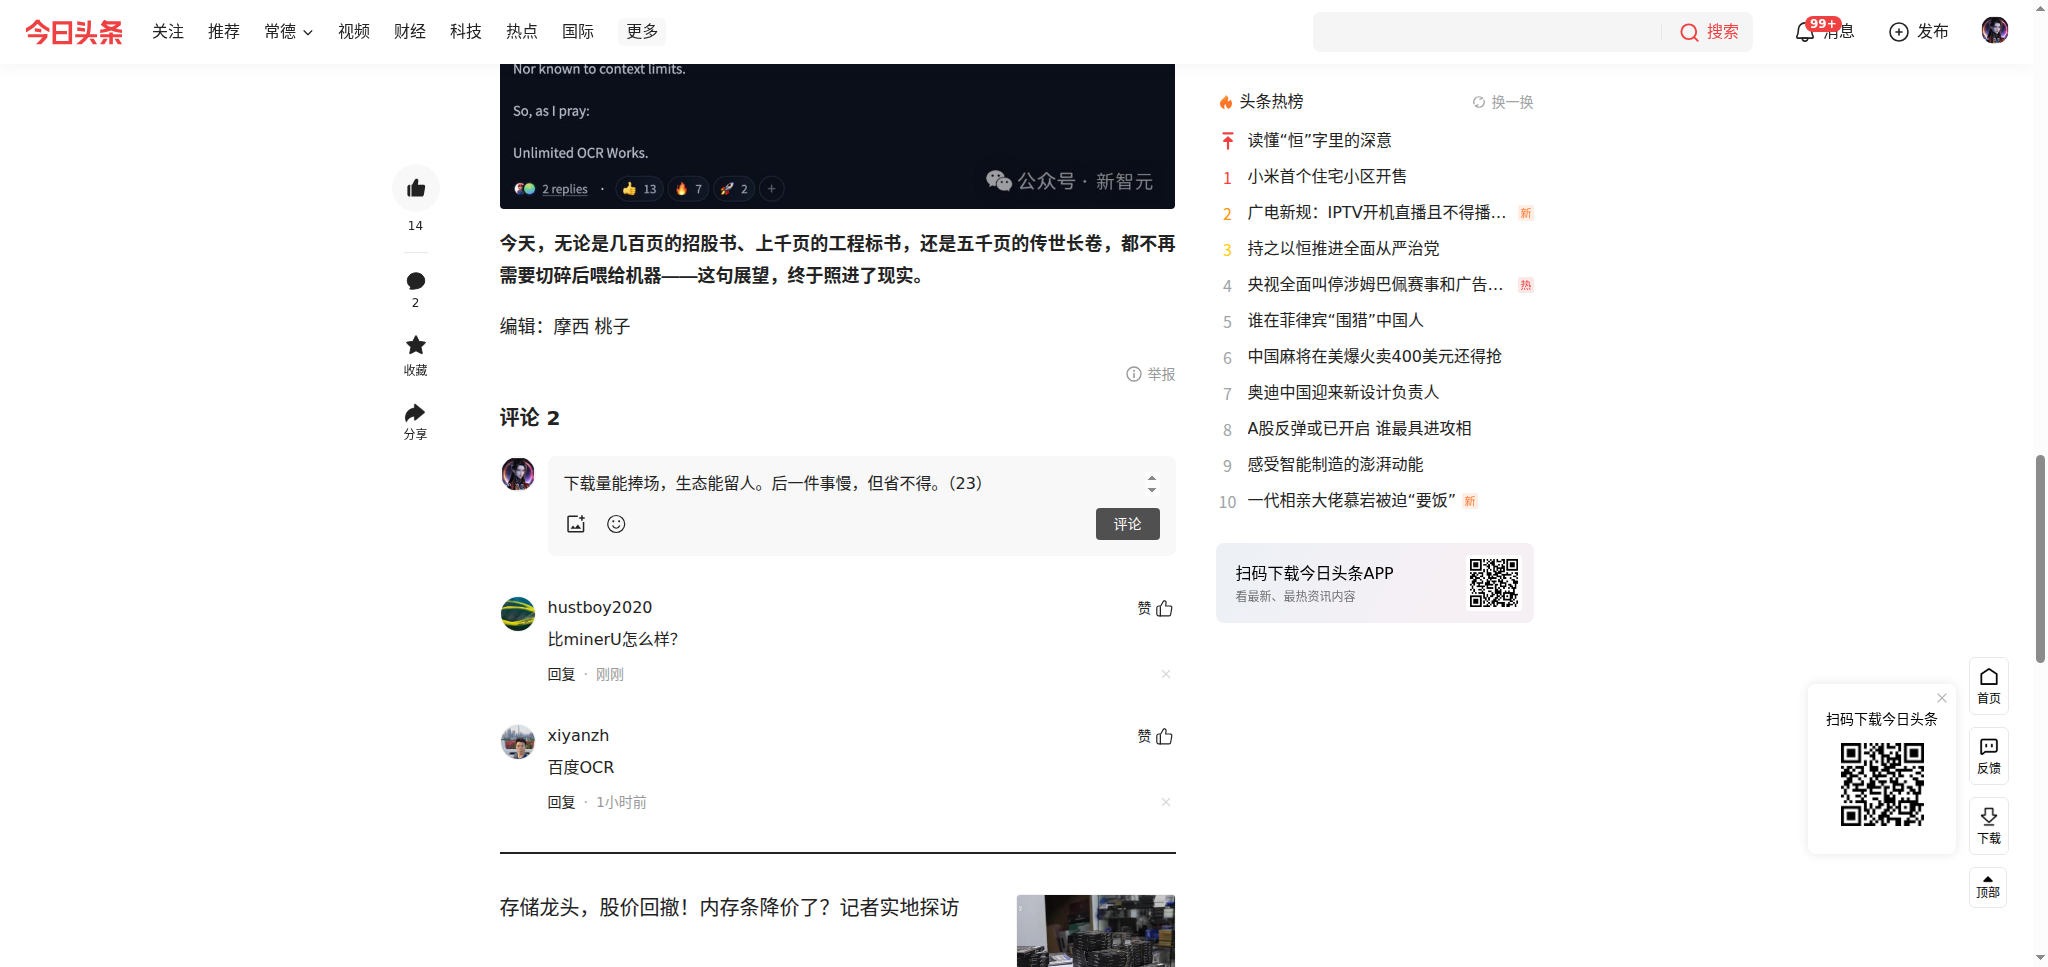 今日头条
关注
推荐
常德
视频
财经
科技
热点
国际
更多
搜索
99+
消息
发布
Nor known to context limits.
So, as I pray:
Unlimited OCR Works.
2 replies · 13 7 2 +
公众号 · 新智元
14
2
收藏
分享
今天，无论是几百页的招股书、上千页的工程标书，还是五千页的传世长卷，都不再
需要切碎后喂给机器——这句展望，终于照进了现实。
编辑：摩西 桃子
举报
评论 2
下载量能捧场，生态能留人。后一件事慢，但省不得。（23）
评论
hustboy2020
赞
比minerU怎么样？
回复 · 刚刚
xiyanzh
赞
百度OCR
回复 · 1小时前
存储龙头，股价回撤！内存条降价了？记者实地探访
头条热榜
换一换
读懂“恒”字里的深意
1 小米首个住宅小区开售
2 广电新规：IPTV开机直播且不得播... 新
3 持之以恒推进全面从严治党
4 央视全面叫停涉姆巴佩赛事和广告... 热
5 谁在菲律宾“围猎”中国人
6 中国麻将在美爆火卖400美元还得抢
7 奥迪中国迎来新设计负责人
8 A股反弹或已开启 谁最具进攻相
9 感受智能制造的澎湃动能
10 一代相亲大佬慕岩被迫“要饭” 新
扫码下载今日头条APP
看最新、最热资讯内容
扫码下载今日头条
首页
反馈
下载
顶部